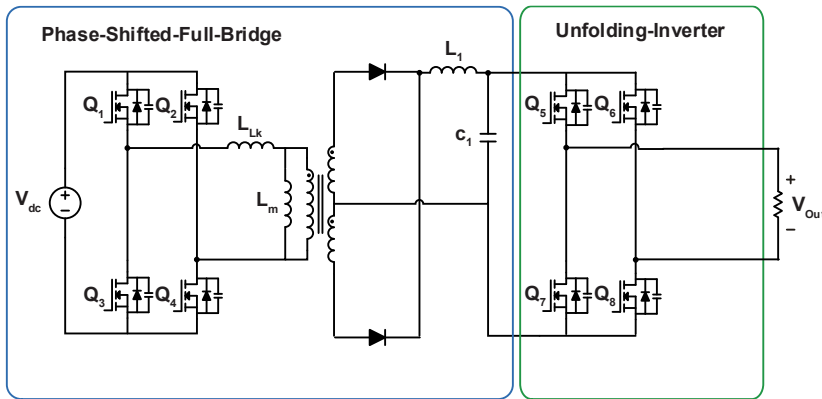 Phase-Shifted-Full-Bridge
Unfolding-Inverter
L1
Q1
Q2
Q5
Q6
LLk
c1
Vdc
+
−
Lm
+
VOut
−
Q3
Q4
Q7
Q8